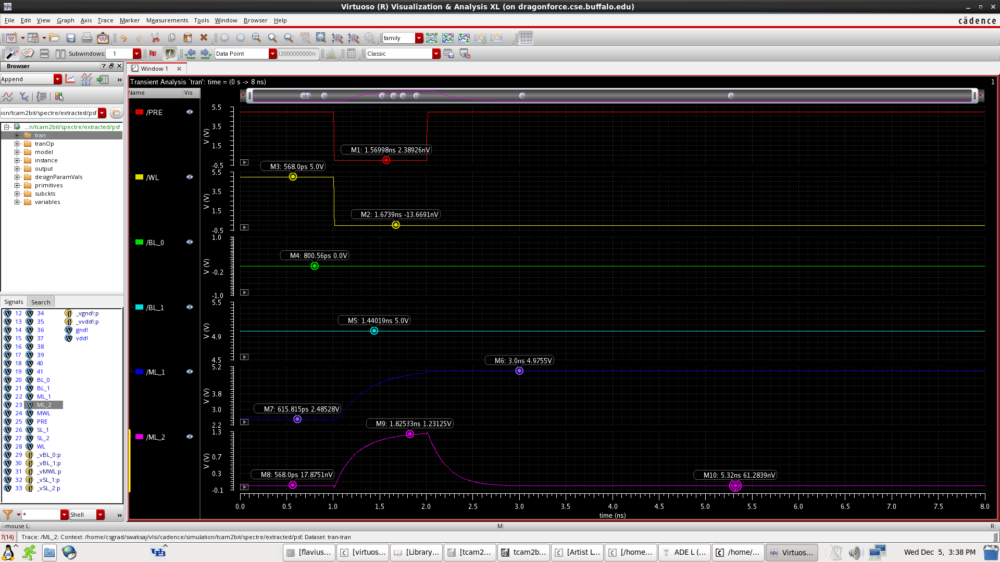 Virtuoso (R) Visualization & Analysis XL (on dragonforce.cse.buffalo.edu)
File Edit View Graph Axis Trace Marker Measurements Tools Window Browser Help
cādence
family
Subwindows: 1
Data Point
32000000000n
Classic
Browser
Append
ion/tcam2bit/spectre/extracted/psf
...n/tcam2bit/spectre/extracted/psf
tran
tranOp
model
instance
output
designParamVals
primitives
subckts
variables
Signals Search
12 34 _vgnd!:p
13 35 _vvdd!:p
14 36 gnd!
15 37 vdd!
16 38
17 39
18 40
19 41
20 BL_0
21 BL_1
22 ML_1
23 ML_2
24 MWL
25 PRE
26 SL_1
27 SL_2
28 WL
29 _vBL_0:p
30 _vBL_1:p
31 _vMWL:p
32 _vSL_1:p
33 _vSL_2:p
* Shell
Window 1
Transient Analysis `tran': time = (0 s -> 8 ns)
1
Name Vis
/PRE
5.5
3.5
1.5
-0.5
V (V)
M1: 1.56998ns 2.38926nV
/WL
5.5
3.5
1.5
-0.5
V (V)
M3: 568.0ps 5.0V
M2: 1.6739ns -13.6691nV
/BL_0
1.0
-0.2
-1.0
V (V)
M4: 800.56ps 0.0V
/BL_1
5.5
4.9
4.5
V (V)
M5: 1.44019ns 5.0V
/ML_1
5.2
3.8
3.0
2.2
V (V)
M6: 3.0ns 4.9755V
M7: 615.815ps 2.48528V
/ML_2
1.3
0.7
0.3
-0.1
V (V)
M9: 1.82533ns 1.23125V
M8: 568.0ps 17.8751nV
M10: 5.32ns 61.2839nV
0.0 0.5 1.0 1.5 2.0 2.5 3.0 3.5 4.0 4.5 5.0 5.5 6.0 6.5 7.0 7.5 8.0
time (ns)
mouse L: M: R:
7(14) Trace: /ML_2; Context: /home/csgrad/swatisaj/vlsi/cadence/simulation/tcam2bit/spectre/extracted/psf; Dataset: tran-tran
[flavius... [virtuos... [Library... [tcam2... tcam2b... [Artist L... [/home... ADE L (... /home/... Virtuos...
Wed Dec 5, 3:38 PM